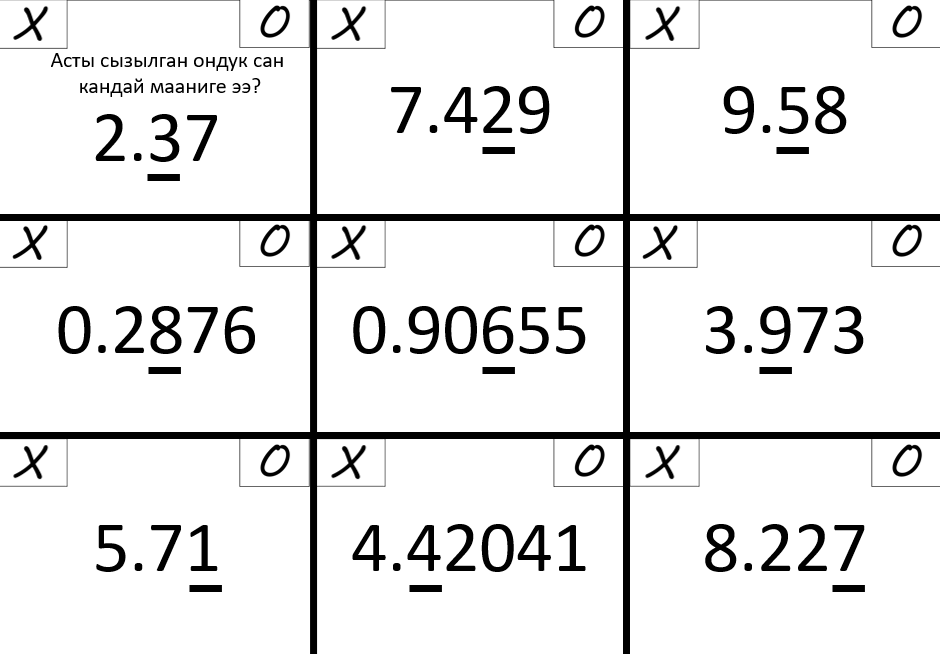 X O X O X O
Асты сызылган ондук сан
кандай мааниге ээ?
2.37 7.429 9.58
X O X O X O
0.2876 0.90655 3.973
X O X O X O
5.71 4.42041 8.227